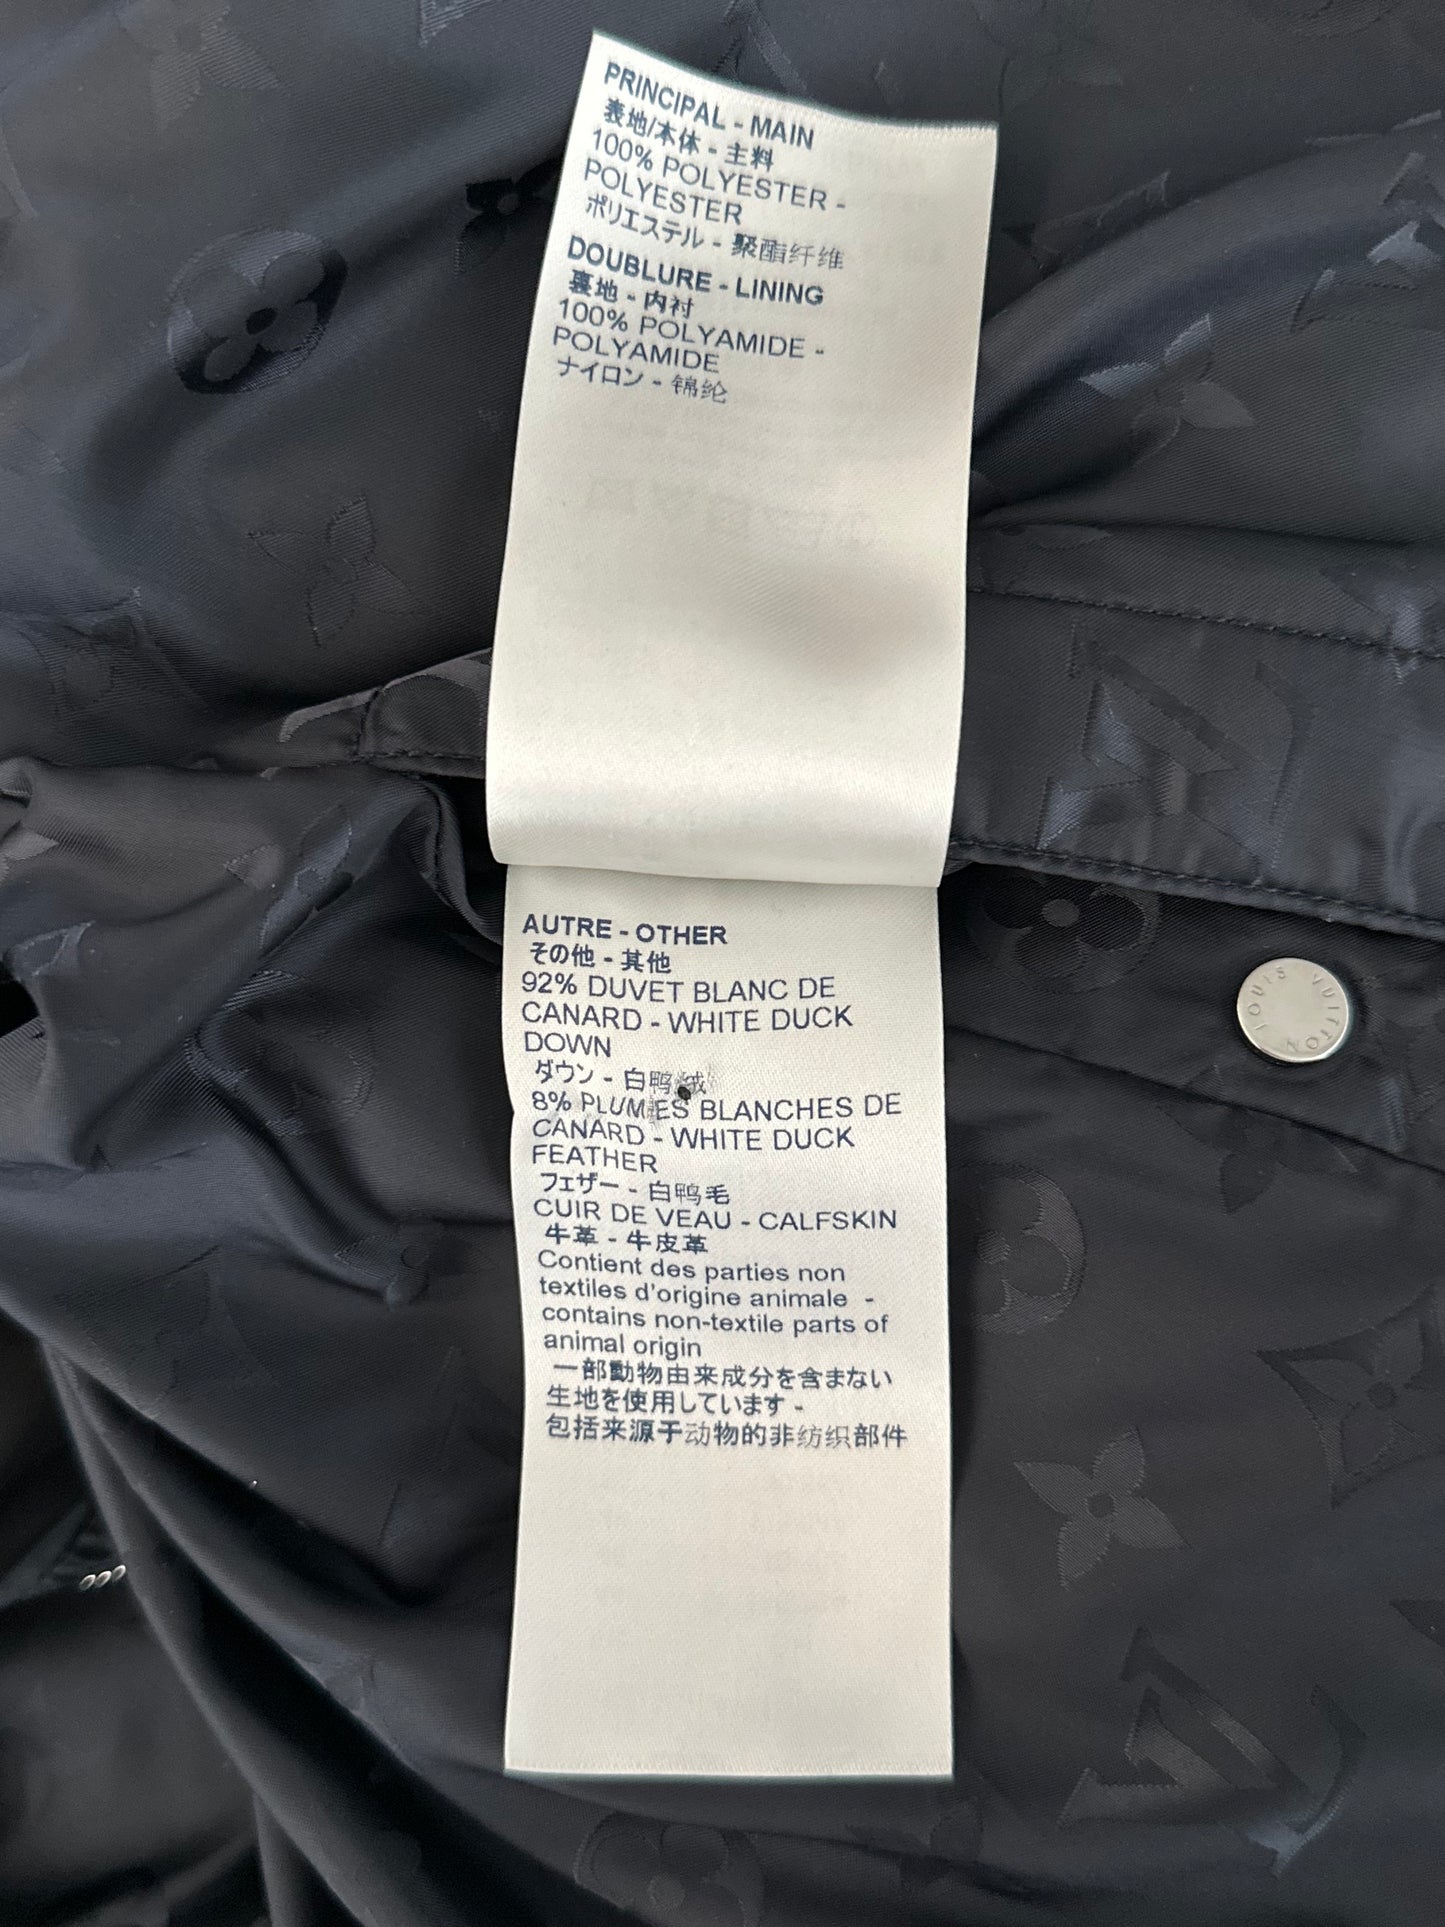 PRINCIPAL - MAIN
表地/本体 - 主料
100% POLYESTER -
POLYESTER
ポリエステル - 聚酯纤维
DOUBLURE - LINING
裏地 - 内衬
100% POLYAMIDE -
POLYAMIDE
ナイロン - 锦纶
AUTRE - OTHER
その他 - 其他
92% DUVET BLANC DE
CANARD - WHITE DUCK
DOWN
ダウン - 白鸭绒
8% PLUMES BLANCHES DE
CANARD - WHITE DUCK
FEATHER
フェザー - 白鸭毛
CUIR DE VEAU - CALFSKIN
牛革 - 牛皮革
Contient des parties non
textiles d'origine animale -
contains non-textile parts of
animal origin
一部動物由来成分を含まない
生地を使用しています -
包括来源于动物的非纺织部件
LOUIS VUITTON
LV
LV